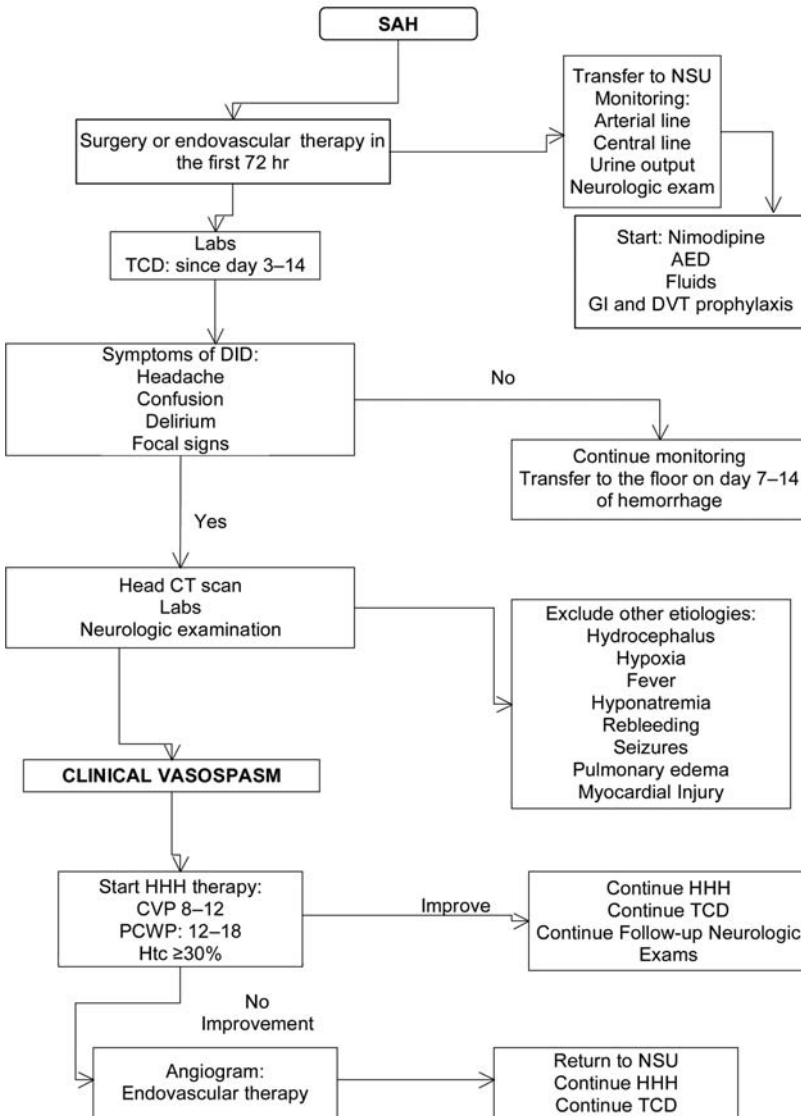 SAH
Surgery or endovascular therapy in
the first 72 hr
Transfer to NSU
Monitoring:
Arterial line
Central line
Urine output
Neurologic exam
Start: Nimodipine
AED
Fluids
GI and DVT prophylaxis
Labs
TCD: since day 3–14
Symptoms of DID:
Headache
Confusion
Delirium
Focal signs
No
Continue monitoring
Transfer to the floor on day 7–14
of hemorrhage
Yes
Head CT scan
Labs
Neurologic examination
Exclude other etiologies:
Hydrocephalus
Hypoxia
Fever
Hyponatremia
Rebleeding
Seizures
Pulmonary edema
Myocardial Injury
CLINICAL VASOSPASM
Start HHH therapy:
CVP 8–12
PCWP: 12–18
Htc ≥30%
Improve
Continue HHH
Continue TCD
Continue Follow-up Neurologic
Exams
No
Improvement
Angiogram:
Endovascular therapy
Return to NSU
Continue HHH
Continue TCD